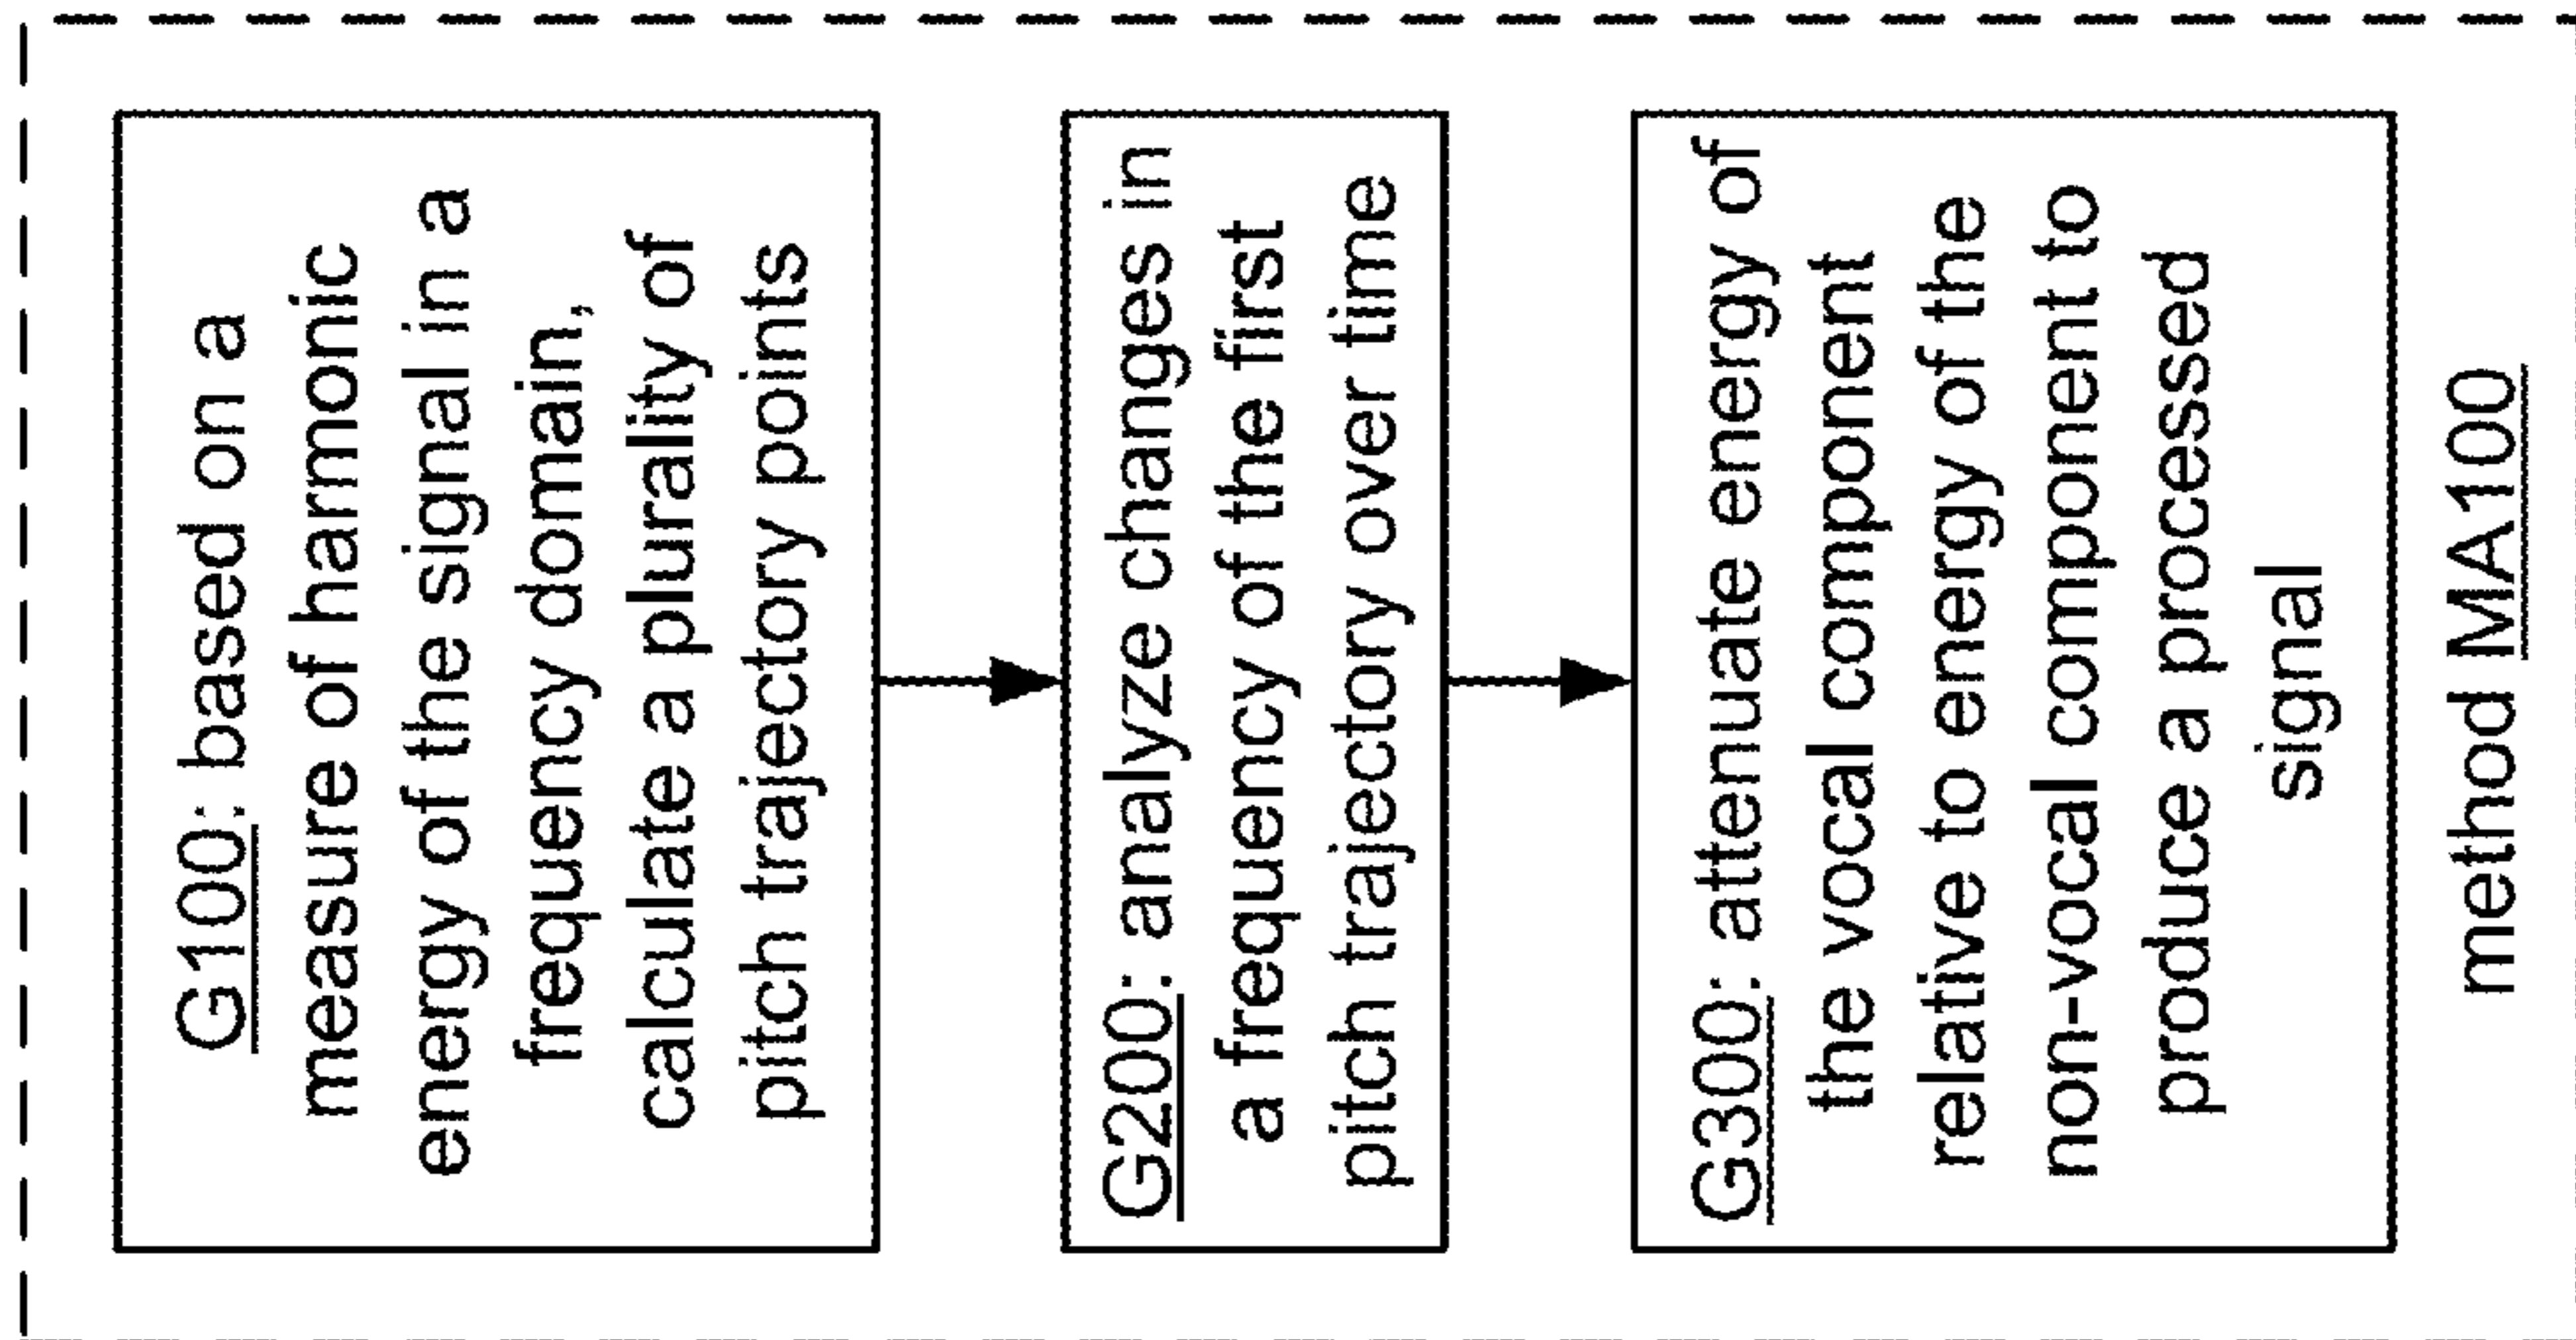 G100: based on a
measure of harmonic
energy of the signal in a
frequency domain,
calculate a plurality of
pitch trajectory points
G200: analyze changes in
a frequency of the first
pitch trajectory over time
G300: attenuate energy of
the vocal component
relative to energy of the
non-vocal component to
produce a processed
signal
method MA100